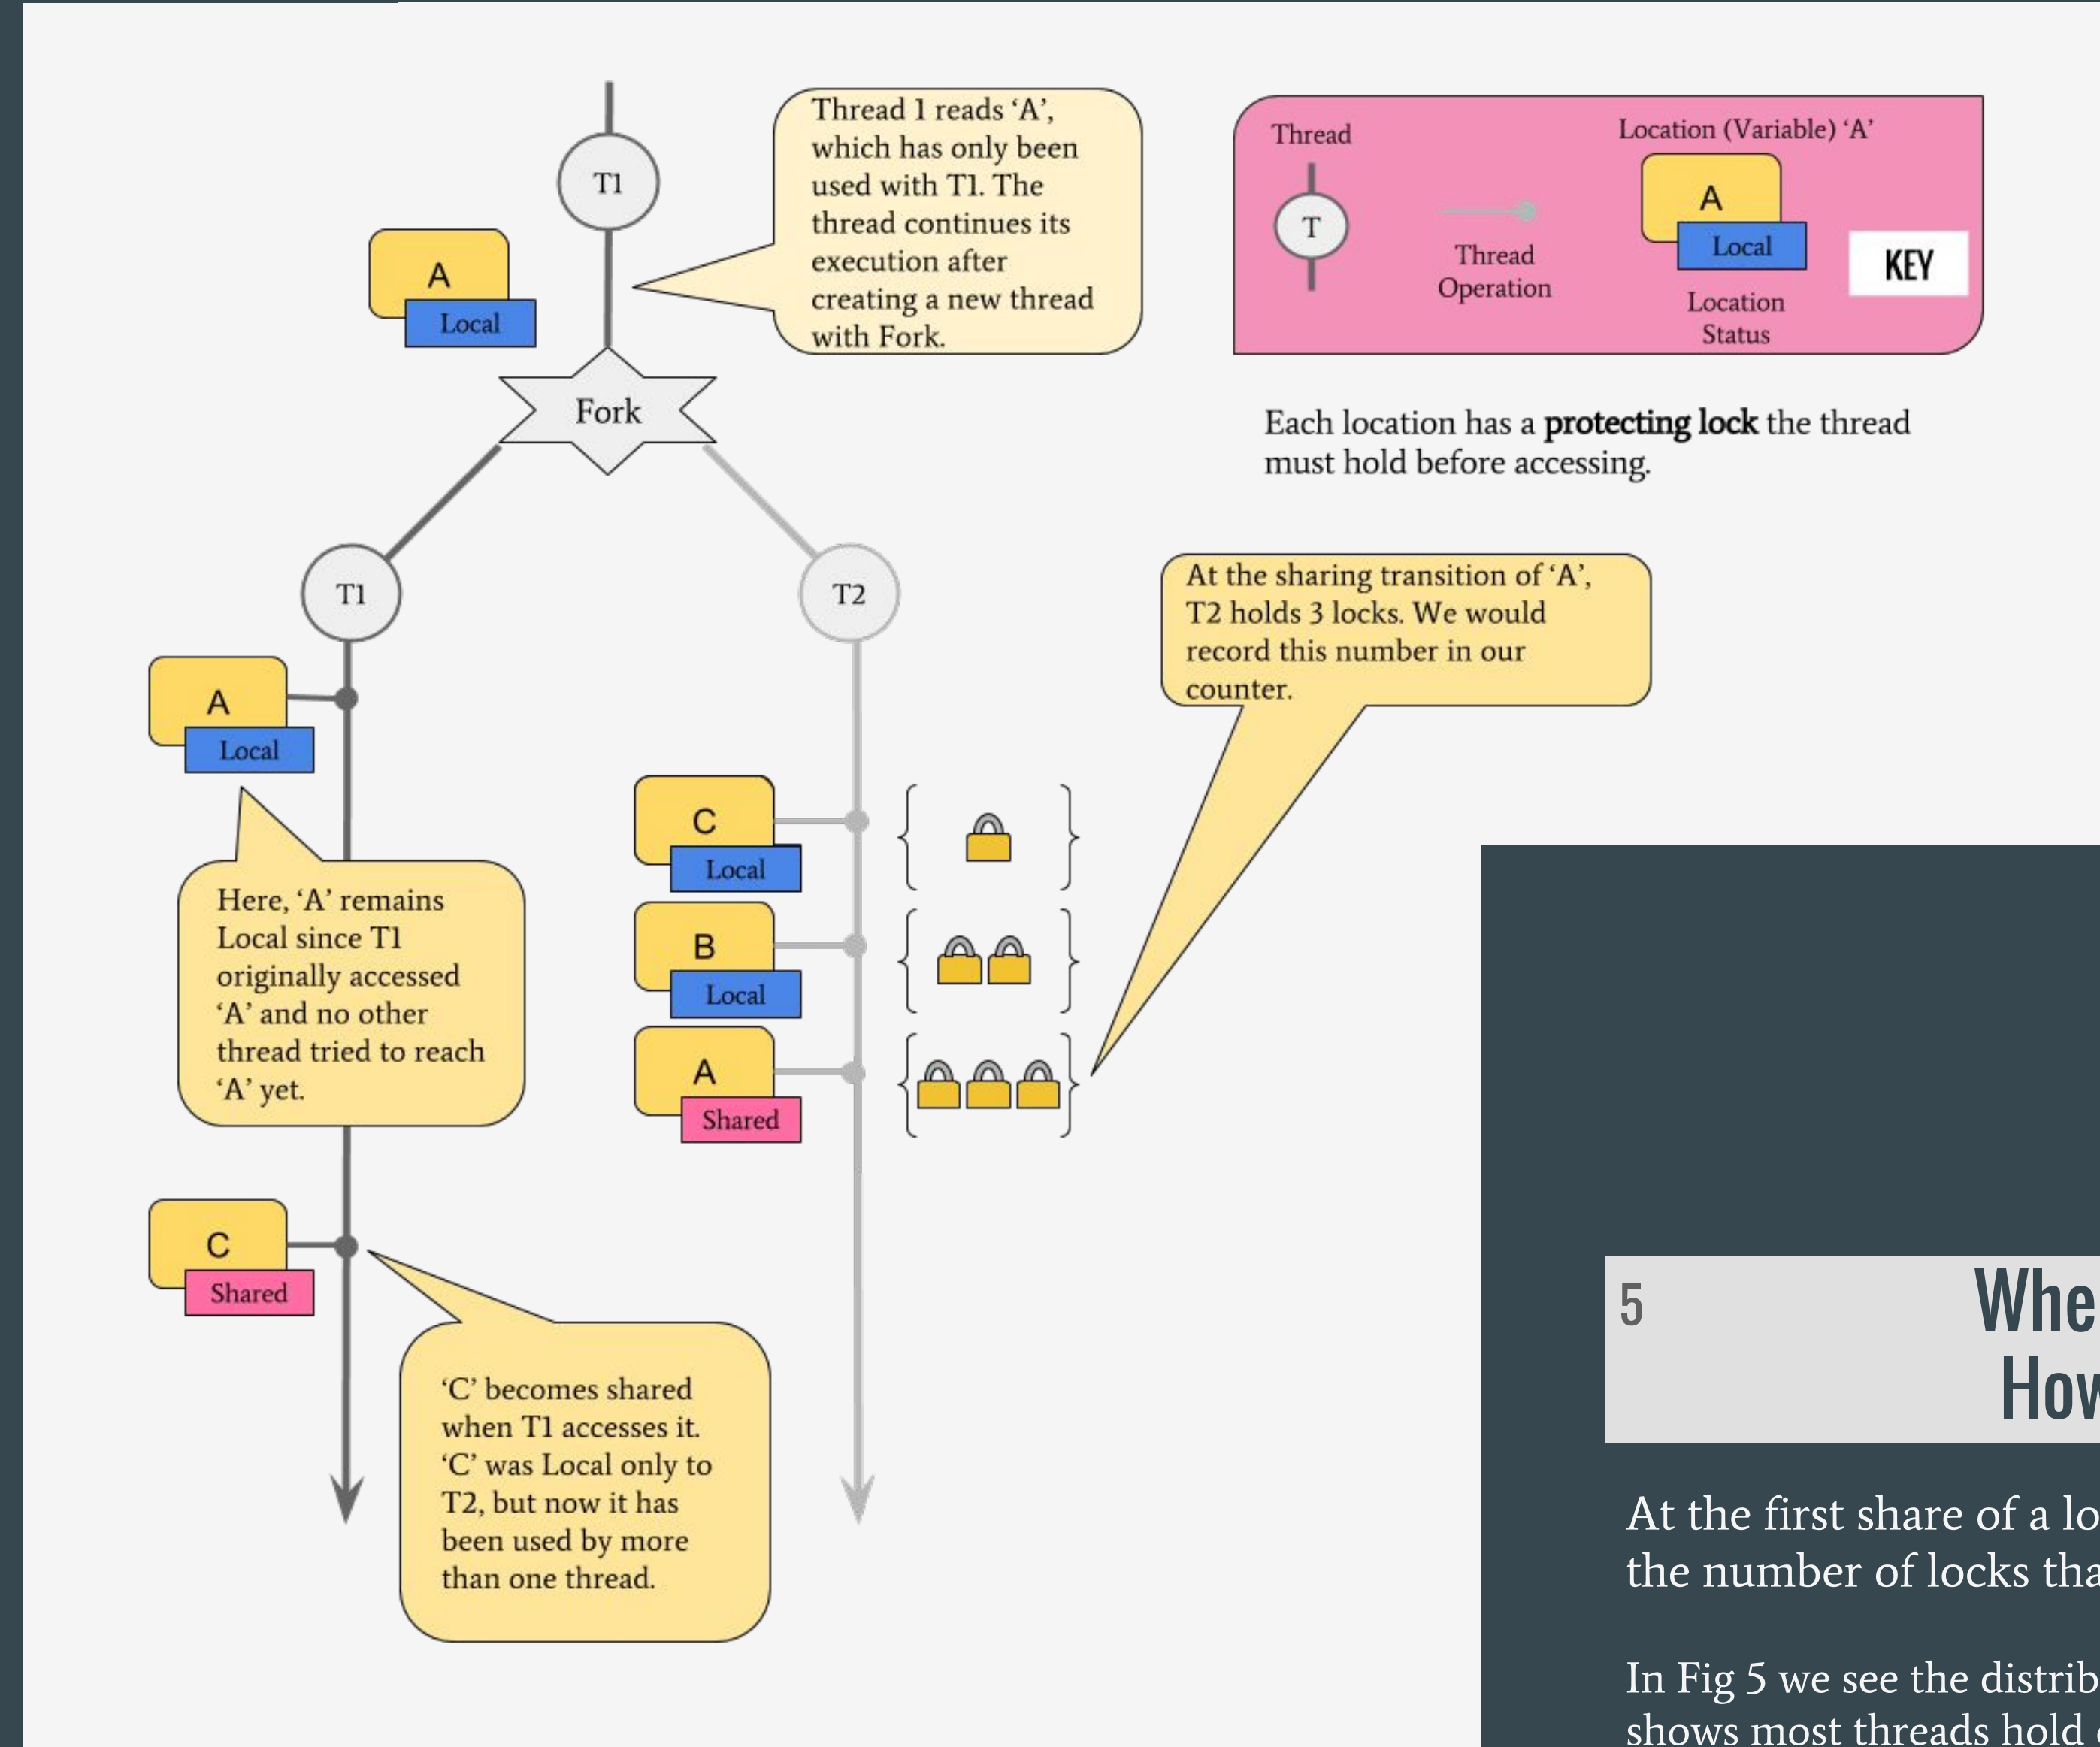 T1
Thread 1 reads ‘A’,
which has only been
used with T1. The
thread continues its
execution after
creating a new thread
with Fork.
A
Local
Fork
Thread
T
Thread
Operation
Location (Variable) ‘A’
A
Local
Location
Status
KEY
Each location has a protecting lock the thread
must hold before accessing.
T1
T2
At the sharing transition of ‘A’,
T2 holds 3 locks. We would
record this number in our
counter.
A
Local
Here, ‘A’ remains
Local since T1
originally accessed
‘A’ and no other
thread tried to reach
‘A’ yet.
C
Local
B
Local
A
Shared
C
Shared
‘C’ becomes shared
when T1 accesses it.
‘C’ was Local only to
T2, but now it has
been used by more
than one thread.
5
At the first share of a
the number of locks
In Fig 5 we see the
shows most threads hold